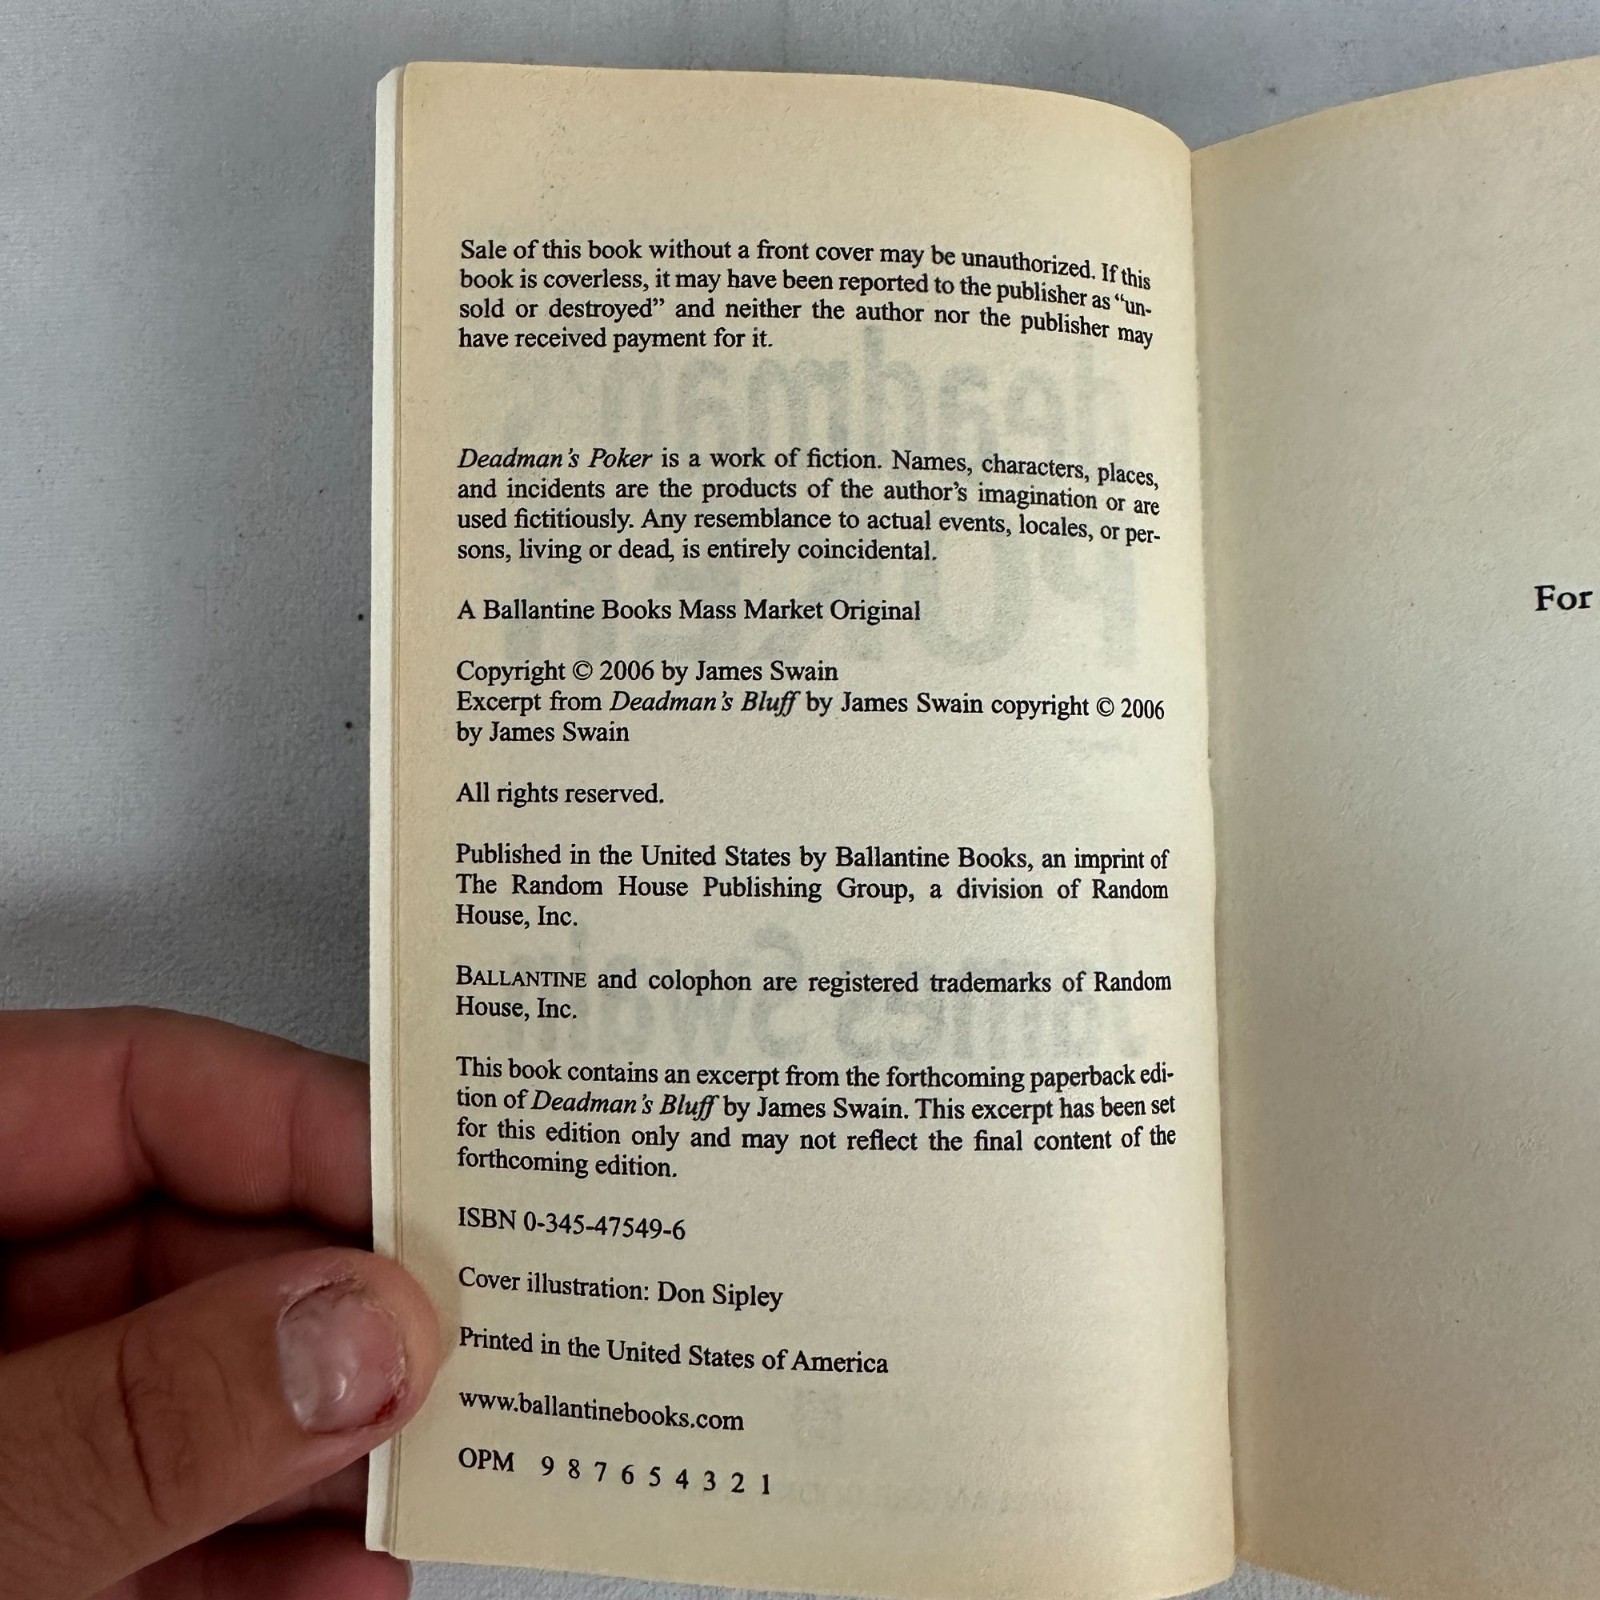 Sale of this book without a front cover may be unauthorized. If this
book is coverless, it may have been reported to the publisher as “un-
sold or destroyed” and neither the author nor the publisher may
have received payment for it.
Deadman’s Poker is a work of fiction. Names, characters, places,
and incidents are the products of the author’s imagination or are
used fictitiously. Any resemblance to actual events, locales, or per-
sons, living or dead, is entirely coincidental.
A Ballantine Books Mass Market Original
Copyright © 2006 by James Swain
Excerpt from Deadman’s Bluff by James Swain copyright © 2006
by James Swain
All rights reserved.
Published in the United States by Ballantine Books, an imprint of
The Random House Publishing Group, a division of Random
House, Inc.
BALLANTINE and colophon are registered trademarks of Random
House, Inc.
This book contains an excerpt from the forthcoming paperback edi-
tion of Deadman’s Bluff by James Swain. This excerpt has been set
for this edition only and may not reflect the final content of the
forthcoming edition.
ISBN 0-345-47549-6
Cover illustration: Don Sipley
Printed in the United States of America
www.ballantinebooks.com
OPM 9 8 7 6 5 4 3 2 1
For